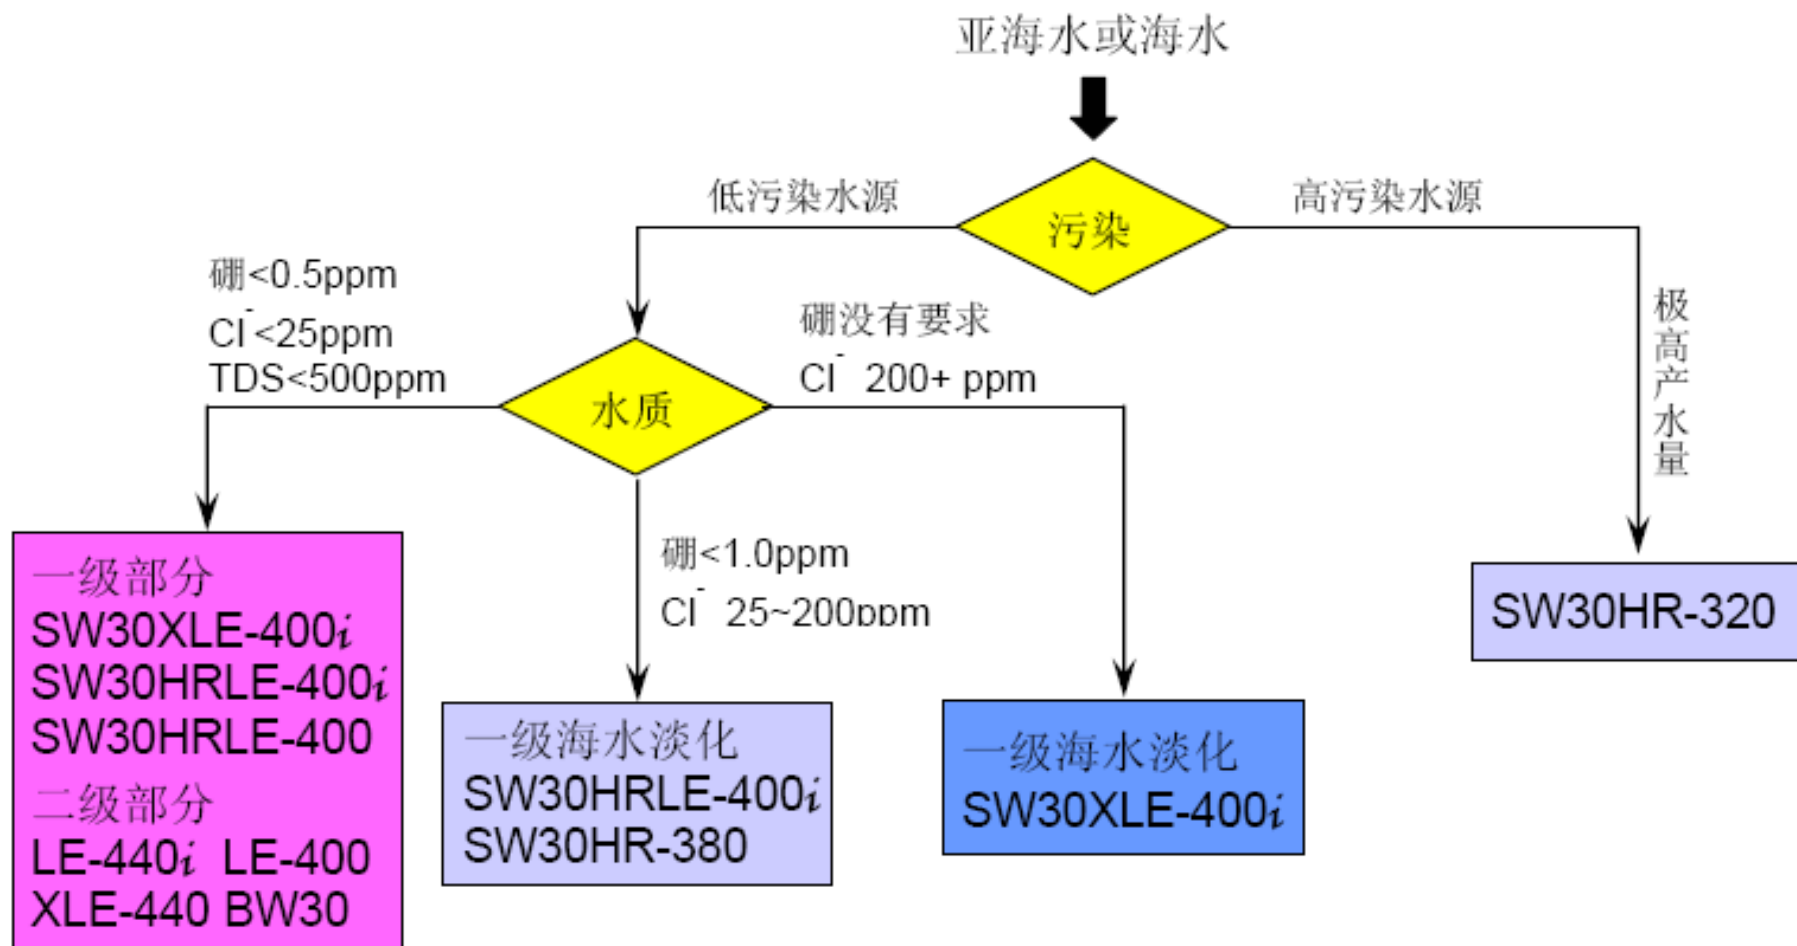 亚海水或海水
低污染水源
污染
高污染水源
极高产水量
硼<0.5ppm
Cl⁻<25ppm
TDS<500ppm
水质
硼没有要求
Cl⁻ 200+ ppm
硼<1.0ppm
Cl⁻ 25~200ppm
一级部分
SW30XLE-400i
SW30HRLE-400i
SW30HRLE-400
二级部分
LE-440i LE-400
XLE-440 BW30
一级海水淡化
SW30HRLE-400i
SW30HR-380
一级海水淡化
SW30XLE-400i
SW30HR-320